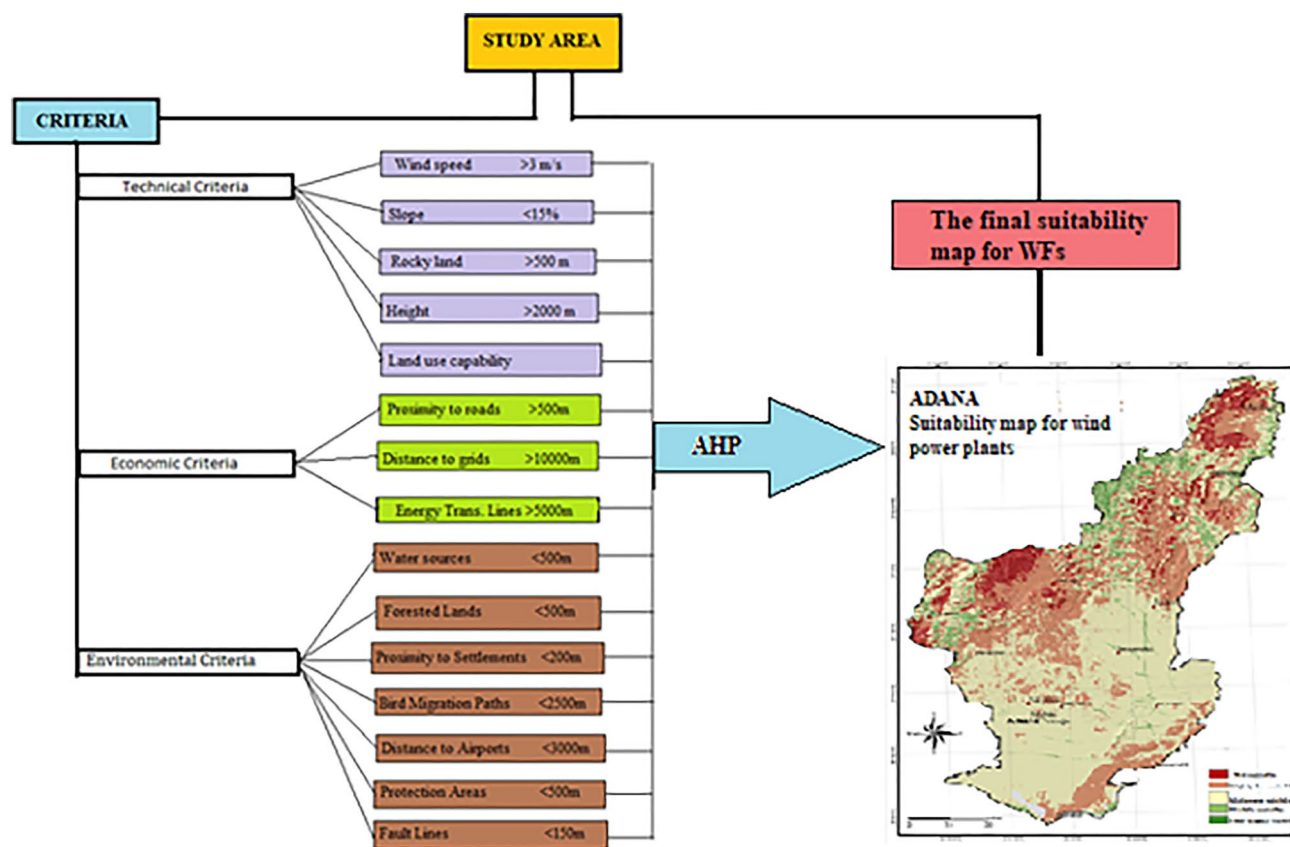 STUDY AREA
CRITERIA
Technical Criteria
Wind speed >3 m/s
Slope <15%
Rocky land >500 m
Height >2000 m
Land use capability
Economic Criteria
Proximity to roads >500m
Distance to grids >10000m
Energy Trans. Lines >5000m
Environmental Criteria
Water sources <500m
Forested Lands <500m
Proximity to Settlements <200m
Bird Migration Paths <2500m
Distance to Airports <3000m
Protection Areas <500m
Fault Lines <150m
AHP
The final suitability
map for WFs
ADANA
Suitability map for wind
power plants